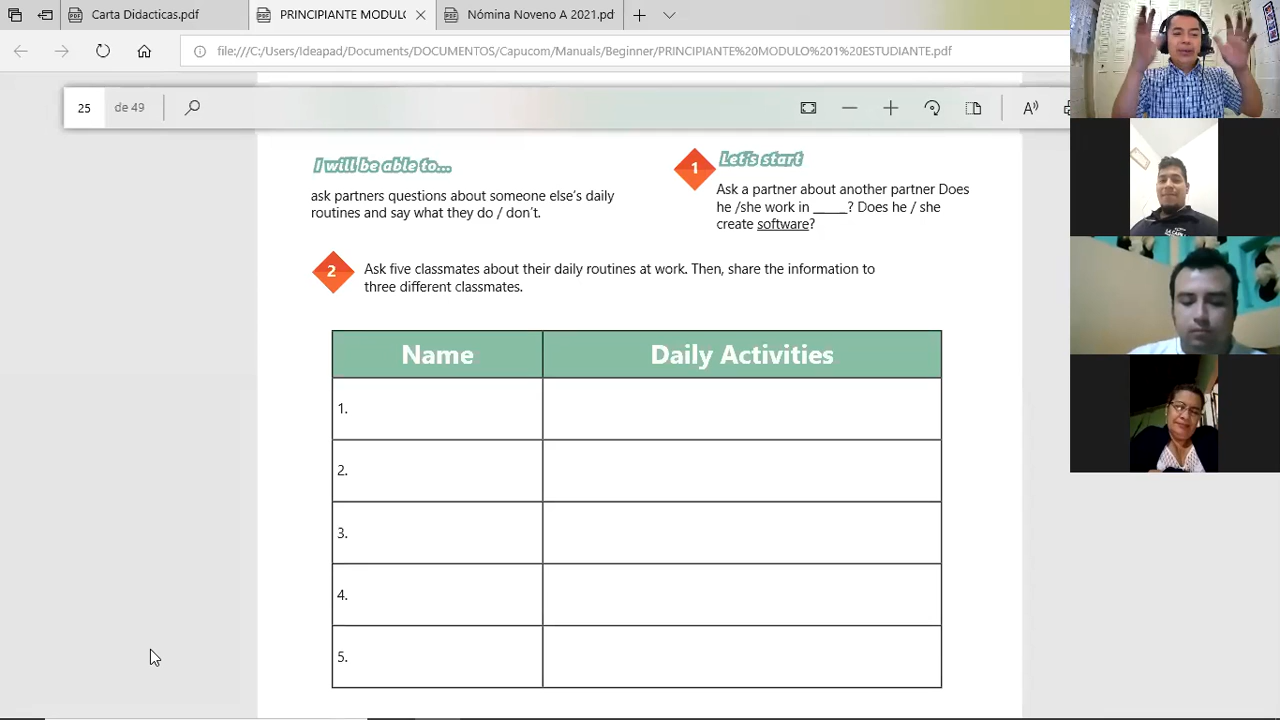 Carta Didacticas.pdf
PRINCIPIANTE MODULO
Nómina Noveno A 2021.pd
file:///C:/Users/Ideapad/Documents/DOCUMENTS/Capucom/Manuals/Beginner/PRINCIPIANTE%20MODULO%201%20ESTUDIANTE.pdf
25 de 49
I will be able to...
ask partners questions about someone else's daily
routines and say what they do / don't.
1 Let's start
Ask a partner about another partner Does
he /she work in _____? Does he / she
create software?
2 Ask five classmates about their daily routines at work. Then, share the information to
three different classmates.
Name Daily Activities
1.
2.
3.
4.
5.